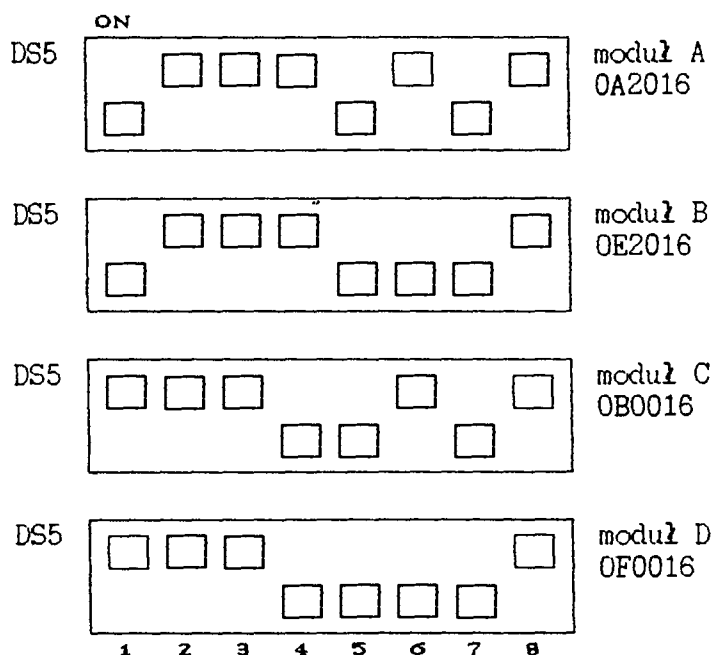 ON
DS5
moduł A
0A2016
DS5
moduł B
0E2016
DS5
moduł C
0B0016
DS5
moduł D
0F0016
1 2 3 4 5 6 7 8